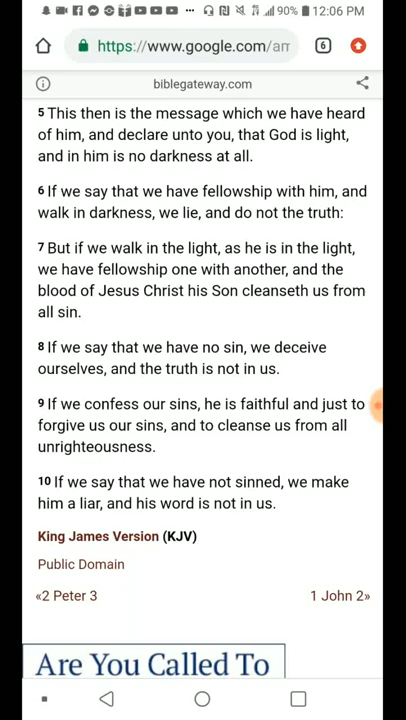 90% 12:06 PM
https://www.google.com/am
6
biblegateway.com
5 This then is the message which we have heard
of him, and declare unto you, that God is light,
and in him is no darkness at all.
6 If we say that we have fellowship with him, and
walk in darkness, we lie, and do not the truth:
7 But if we walk in the light, as he is in the light,
we have fellowship one with another, and the
blood of Jesus Christ his Son cleanseth us from
all sin.
8 If we say that we have no sin, we deceive
ourselves, and the truth is not in us.
9 If we confess our sins, he is faithful and just to
forgive us our sins, and to cleanse us from all
unrighteousness.
10 If we say that we have not sinned, we make
him a liar, and his word is not in us.
King James Version (KJV)
Public Domain
«2 Peter 3 1 John 2»
Are You Called To